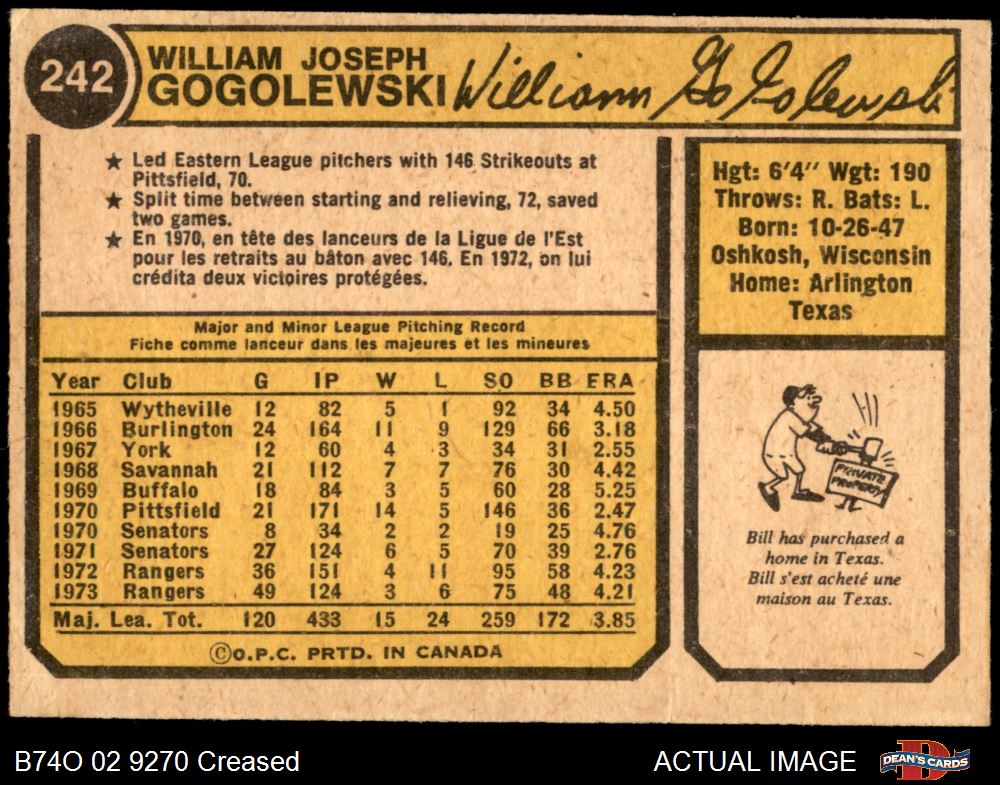 242
WILLIAM JOSEPH
GOGOLEWSKI
William GoGolewski
★ Led Eastern League pitchers with 146 Strikeouts at
Pittsfield, 70.
★ Split time between starting and relieving, 72, saved
two games.
★ En 1970, en tête des lanceurs de la Ligue de l'Est
pour les retraits au bâton avec 146. En 1972, on lui
crédita deux victoires protégées.
Hgt: 6'4'' Wgt: 190
Throws: R. Bats: L.
Born: 10-26-47
Oshkosh, Wisconsin
Home: Arlington
Texas
Major and Minor League Pitching Record
Fiche comme lanceur dans les majeures et les mineures
Year Club G IP W L SO BB ERA
1965 Wytheville 12 82 5 1 92 34 4.50
1966 Burlington 24 164 11 9 129 66 3.18
1967 York 12 60 4 3 34 31 2.55
1968 Savannah 21 112 7 7 76 30 4.42
1969 Buffalo 18 84 3 5 60 28 5.25
1970 Pittsfield 21 171 14 5 146 36 2.47
1970 Senators 8 34 2 2 19 25 4.76
1971 Senators 27 124 6 5 70 39 2.76
1972 Rangers 36 151 4 11 95 58 4.23
1973 Rangers 49 124 3 6 75 48 4.21
Maj. Lea. Tot. 120 433 15 24 259 172 3.85
©O.P.C. PRTD. IN CANADA
PRIVATE
PROPERTY
Bill has purchased a
home in Texas.
Bill s'est acheté une
maison au Texas.
B74O 02 9270 Creased
ACTUAL IMAGE
D
DEAN'S CARDS